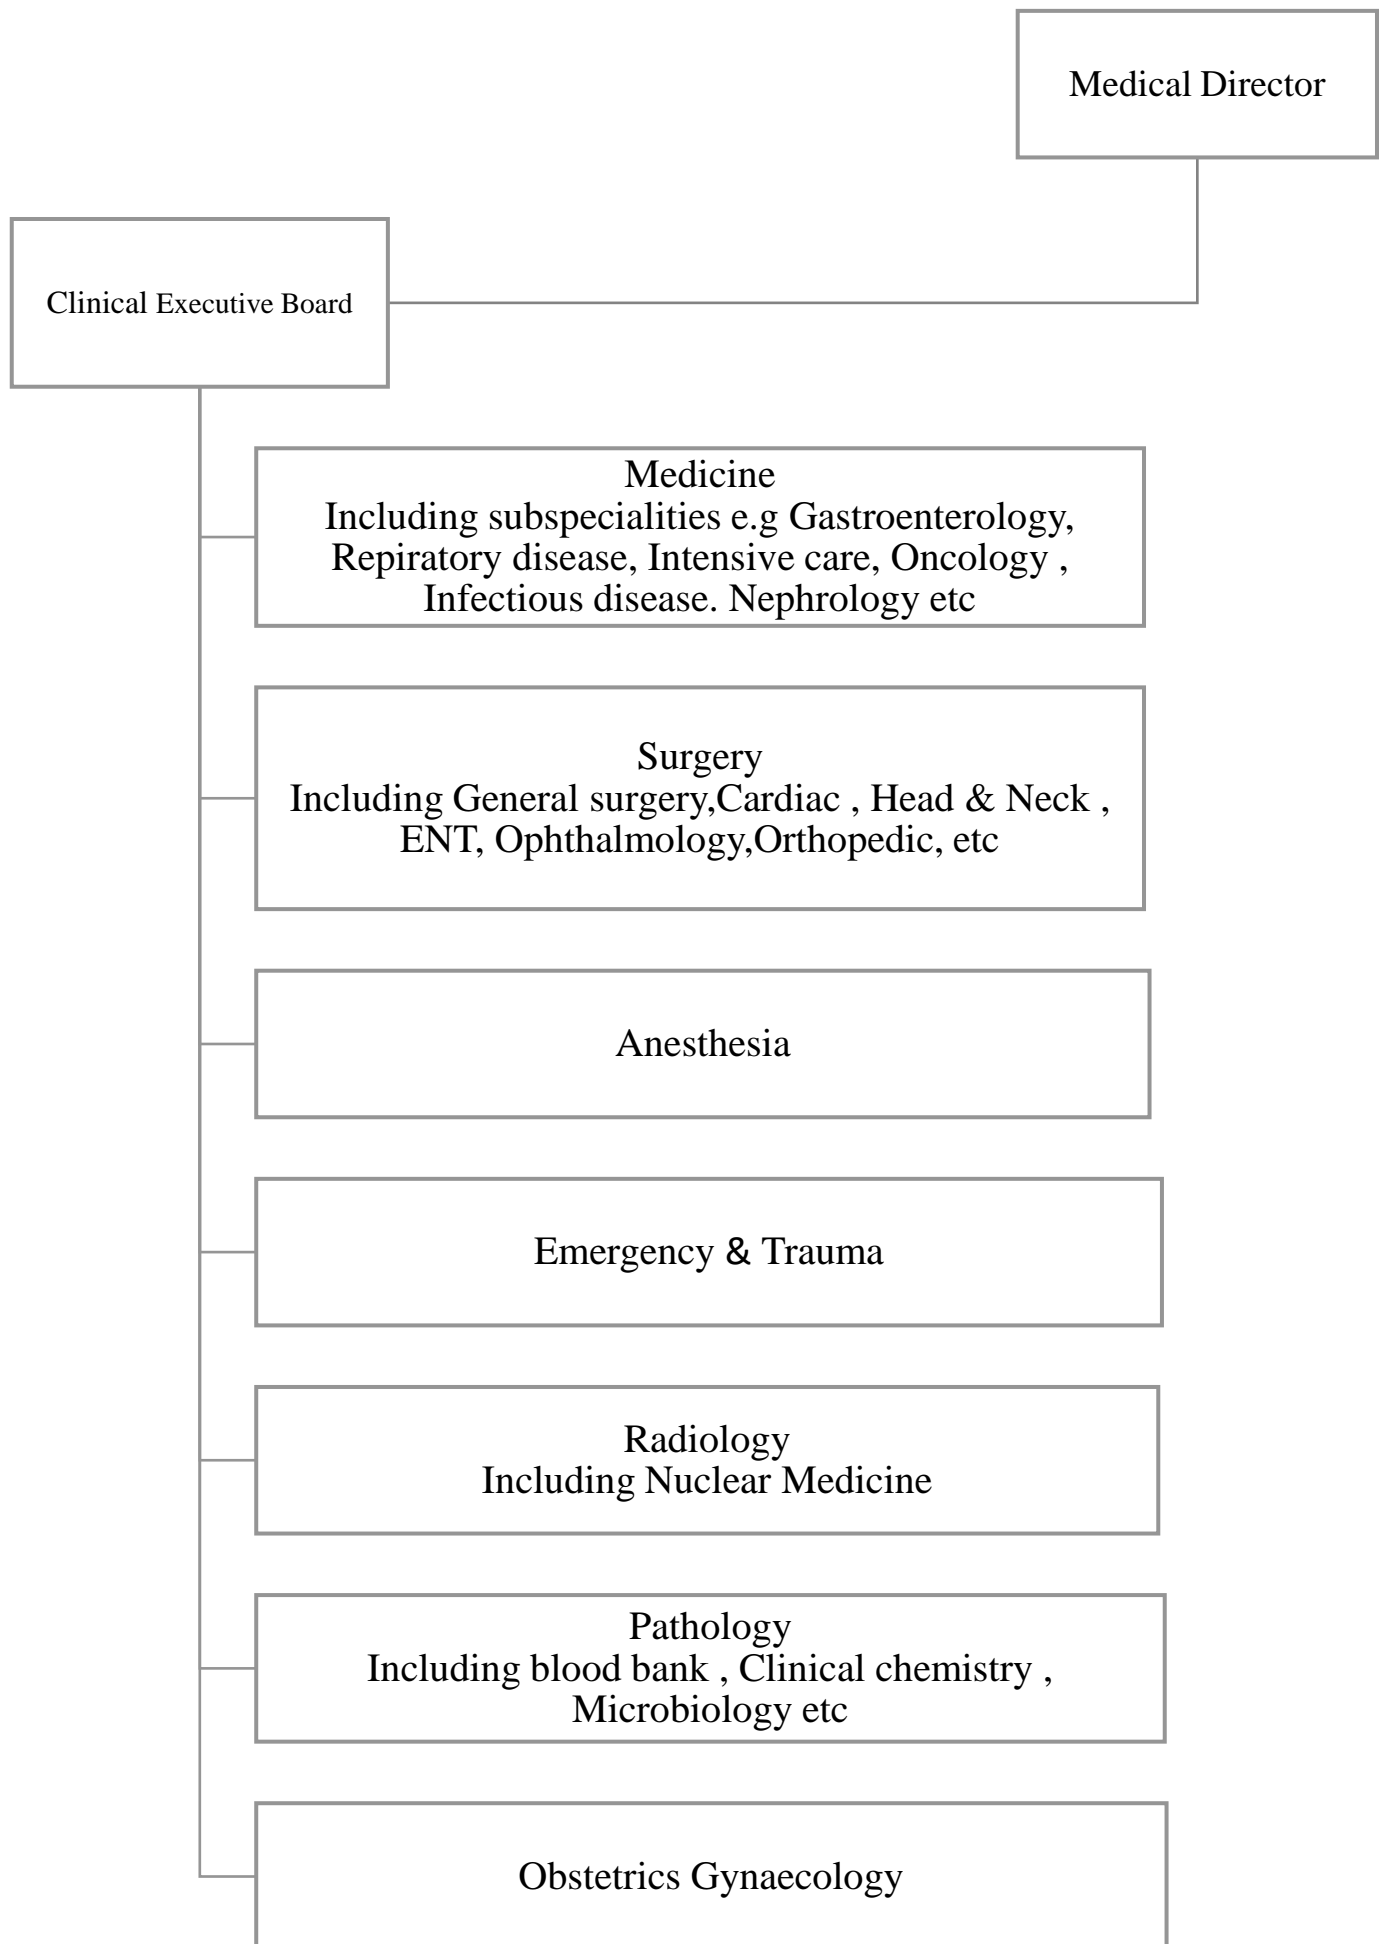 Medical Director
Clinical Executive Board
Medicine
Including subspecialities e.g Gastroenterology,
Repiratory disease, Intensive care, Oncology ,
Infectious disease. Nephrology etc
Surgery
Including General surgery,Cardiac , Head & Neck ,
ENT, Ophthalmology,Orthopedic, etc
Anesthesia
Emergency & Trauma
Radiology
Including Nuclear Medicine
Pathology
Including blood bank , Clinical chemistry ,
Microbiology etc
Obstetrics Gynaecology